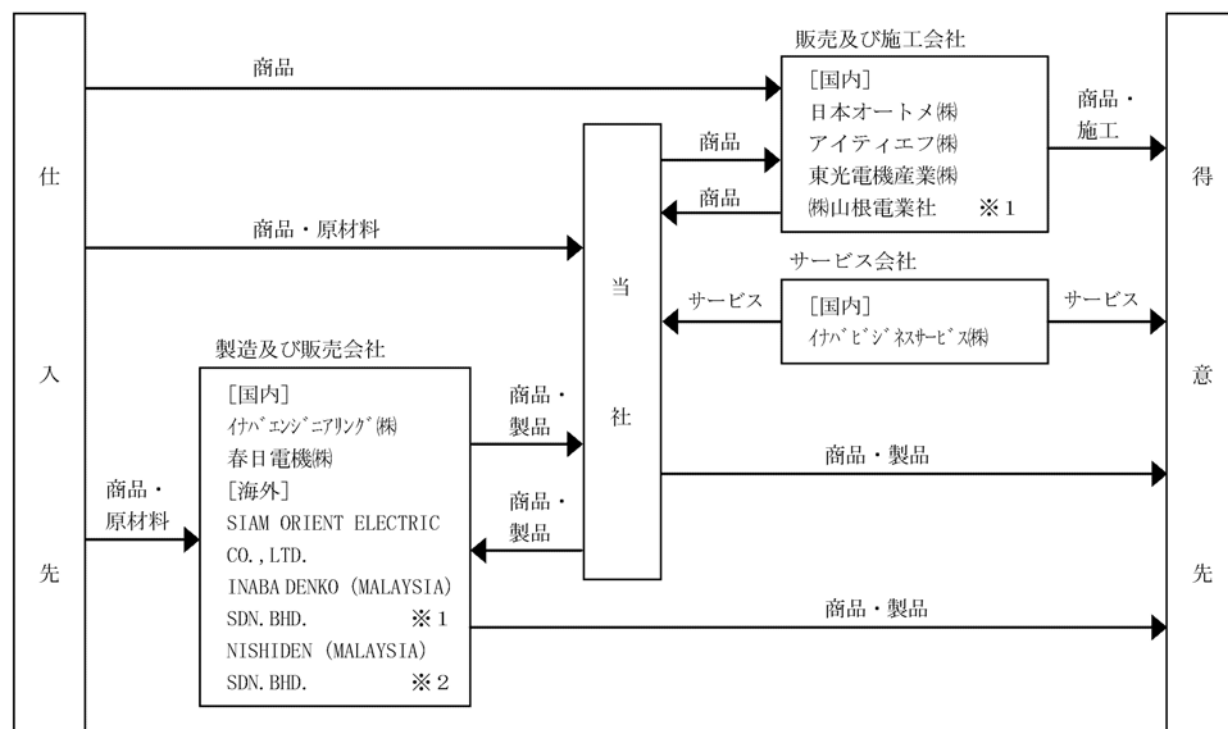 販売及び施工会社
商品
[国内]
日本オートメ㈱
アイティエフ㈱
東光電機産業㈱
㈱山根電業社 ※1
商品・
施工
商品
商品
仕入先
商品・原材料
当社
得意先
サービス会社
サービス
[国内]
イナバビジネスサービス㈱
サービス
製造及び販売会社
[国内]
イナバエンジニアリング㈱
春日電機㈱
[海外]
SIAM ORIENT ELECTRIC
CO.,LTD.
INABA DENKO (MALAYSIA)
SDN.BHD. ※1
NISHIDEN (MALAYSIA)
SDN.BHD. ※2
商品・
製品
商品・
製品
商品・
原材料
商品・製品
商品・製品